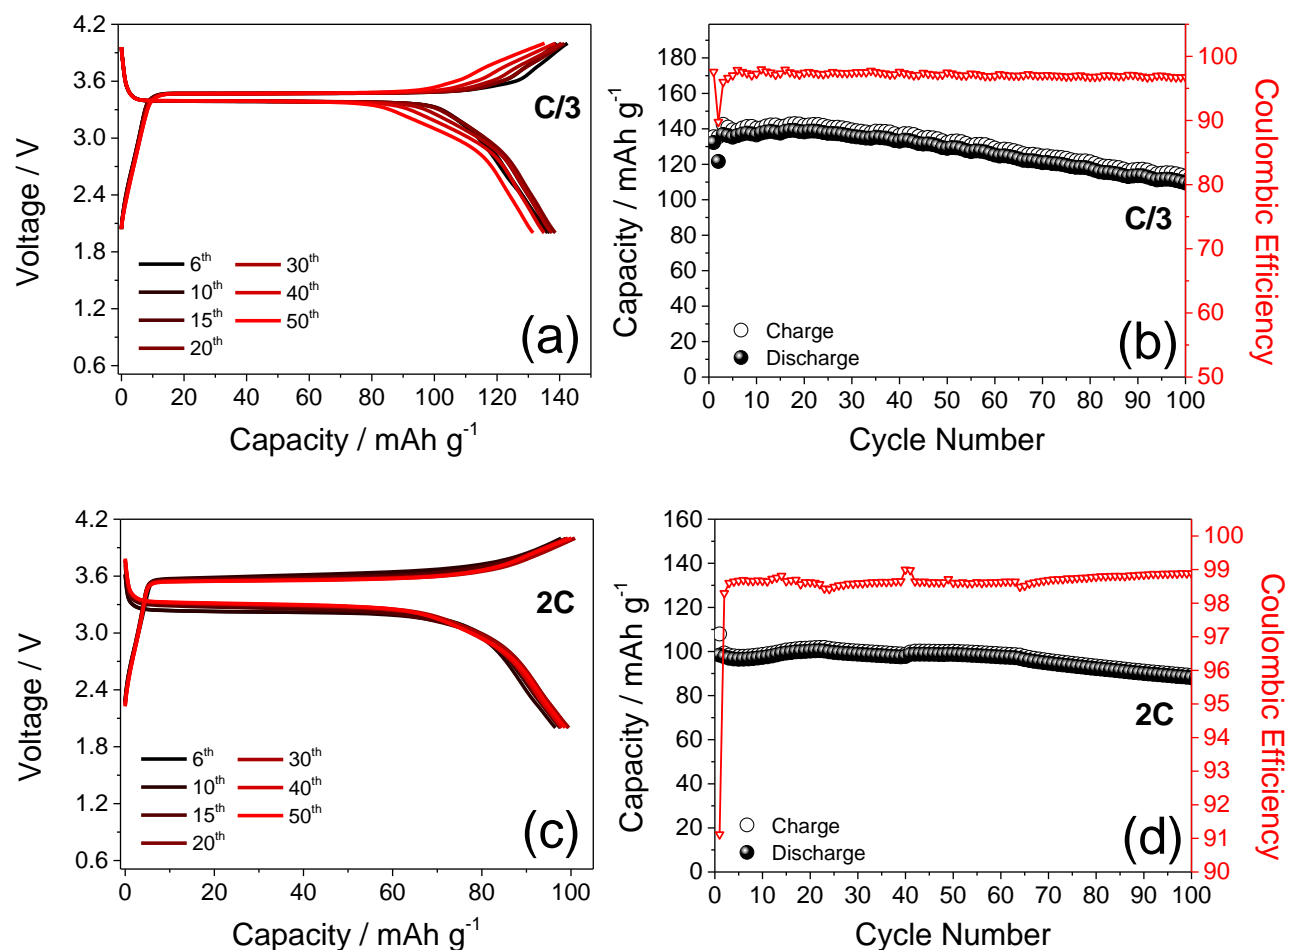 4.2
3.6
3.0
2.4
1.8
1.2
0.6
Voltage / V
C/3
6th 30th
10th 40th
15th 50th
20th
(a)
0 20 40 60 80 100 120 140
Capacity / mAh g-1
180
160
140
120
100
80
60
40
20
0
Capacity / mAh g-1
C/3
Charge
Discharge
(b)
100
90
80
70
60
50
Coulombic Efficiency
0 10 20 30 40 50 60 70 80 90 100
Cycle Number
4.2
3.6
3.0
2.4
1.8
1.2
0.6
Voltage / V
2C
6th 30th
10th 40th
15th 50th
20th
(c)
0 20 40 60 80 100
Capacity / mAh g-1
160
140
120
100
80
60
40
20
0
Capacity / mAh g-1
2C
Charge
Discharge
(d)
100
99
98
97
96
95
94
93
92
91
90
Coulombic Efficiency
0 10 20 30 40 50 60 70 80 90 100
Cycle Number